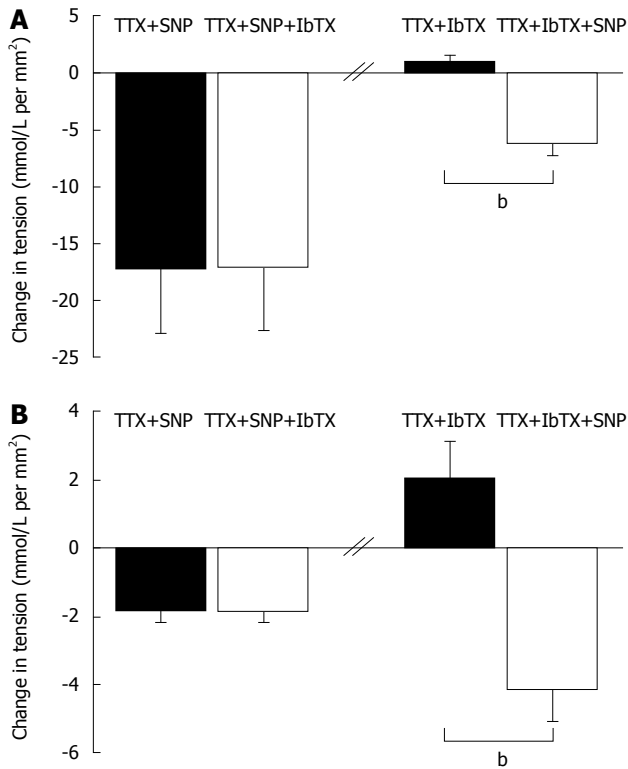 A
TTX+SNP TTX+SNP+IbTX TTX+IbTX TTX+IbTX+SNP
Change in tension (mmol/L per mm²)
5
0
-5
-10
-15
-20
-25
b
B
TTX+SNP TTX+SNP+IbTX TTX+IbTX TTX+IbTX+SNP
Change in tension (mmol/L per mm²)
4
2
0
-2
-4
-6
b